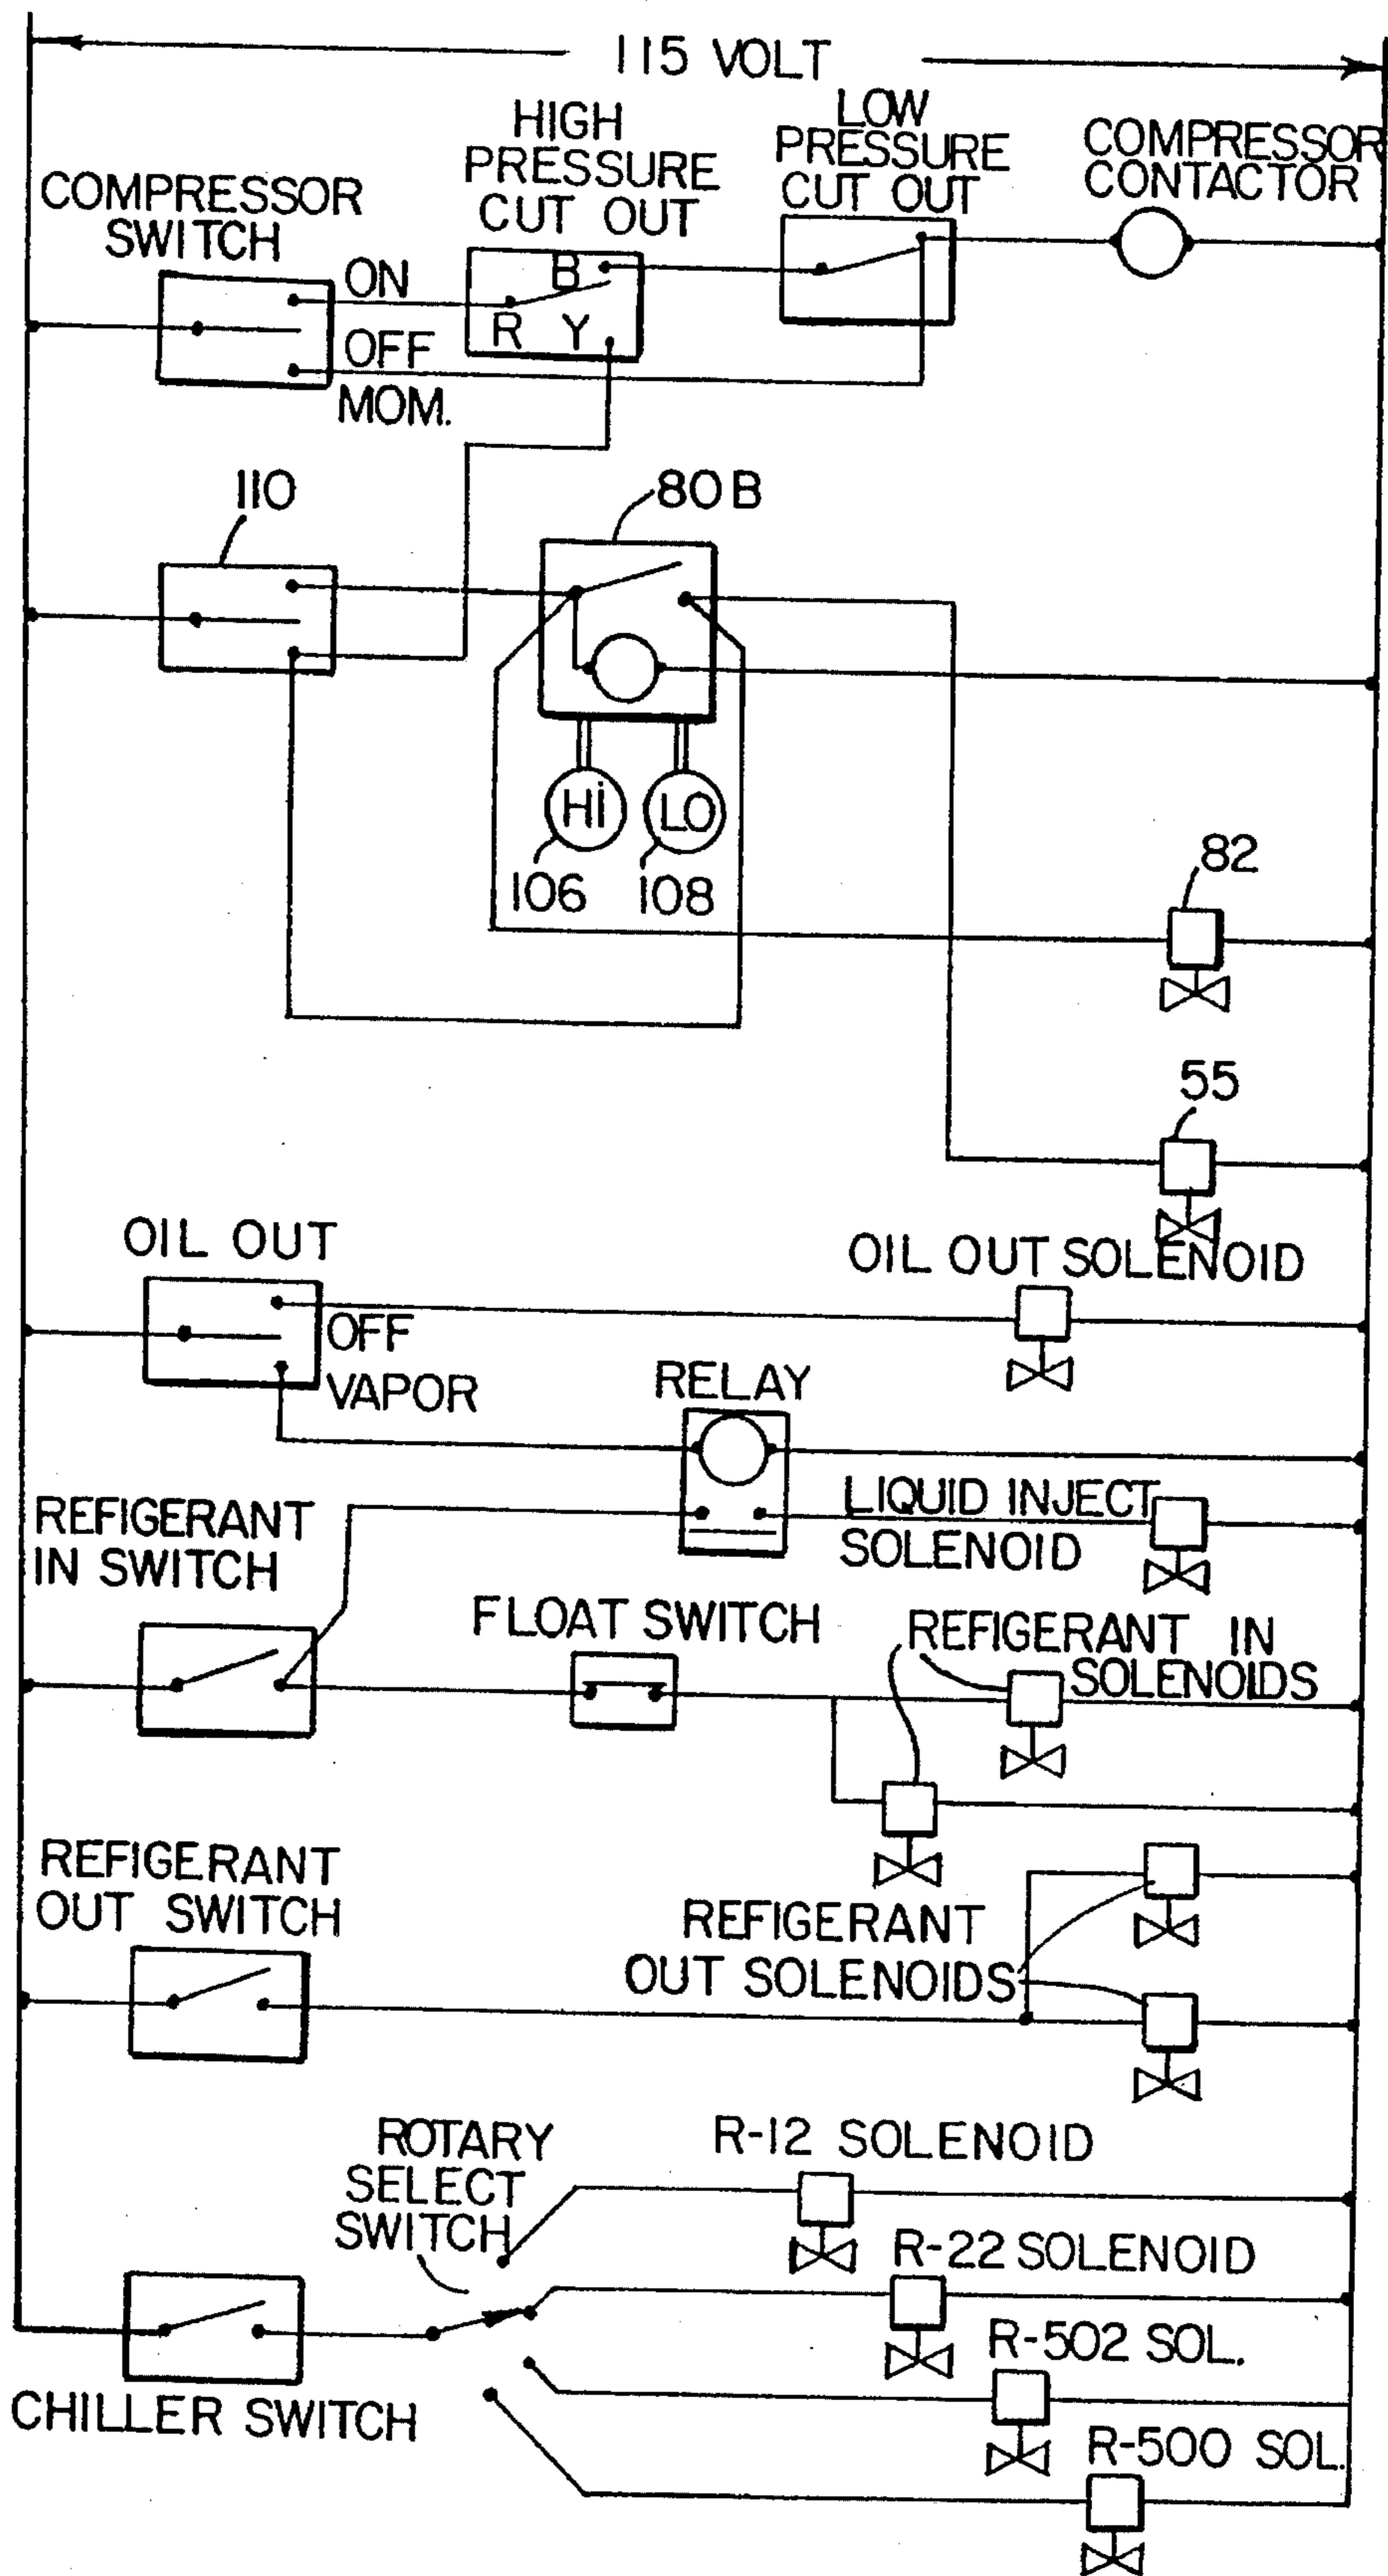 115 VOLT
HIGH
PRESSURE
CUT OUT
LOW
PRESSURE
CUT OUT
COMPRESSOR
CONTACTOR
COMPRESSOR
SWITCH
ON
OFF
MOM.
B
R Y
110
80B
HI
LO
106
108
82
55
OIL OUT
OFF
VAPOR
OIL OUT SOLENOID
RELAY
LIQUID INJECT
SOLENOID
REFIGERANT
IN SWITCH
FLOAT SWITCH
REFIGERANT IN
SOLENOIDS
REFIGERANT
OUT SWITCH
REFIGERANT
OUT SOLENOIDS
ROTARY
SELECT
SWITCH
R-12 SOLENOID
R-22 SOLENOID
R-502 SOL.
R-500 SOL.
CHILLER SWITCH